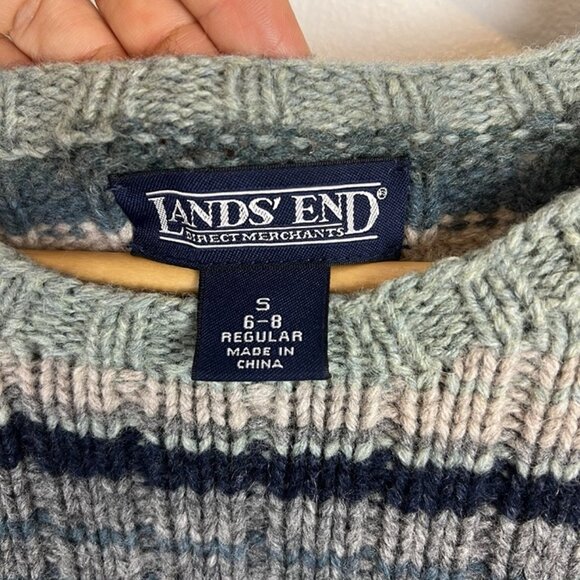 LANDS' END®
DIRECT MERCHANTS
S
6-8
REGULAR
MADE IN
CHINA